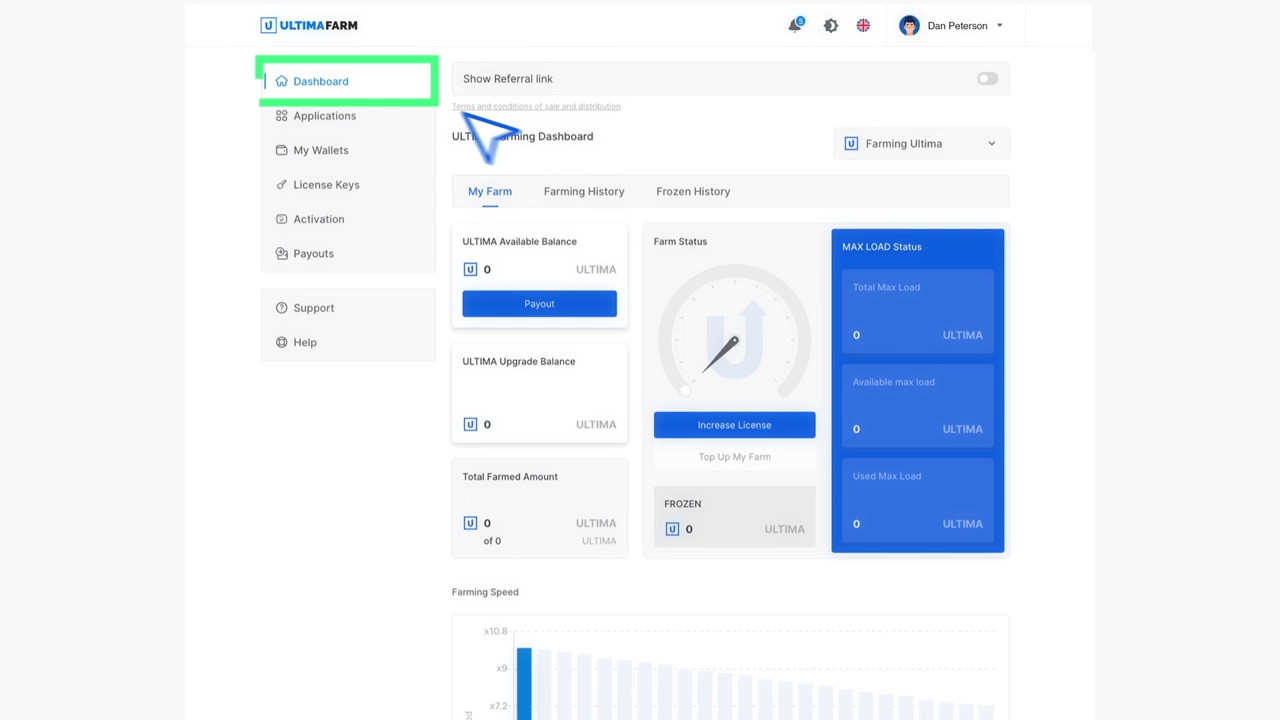 U ULTIMAFARM
5
Dan Peterson
Dashboard
Applications
My Wallets
License Keys
Activation
Payouts
Support
Help
Show Referral link
Terms and conditions of sale and distribution
ULTI rming Dashboard
U Farming Ultima
My Farm Farming History Frozen History
ULTIMA Available Balance
U 0 ULTIMA
Payout
ULTIMA Upgrade Balance
U 0 ULTIMA
Total Farmed Amount
U 0 ULTIMA
of 0 ULTIMA
Farm Status
Increase License
Top Up My Farm
FROZEN
U 0 ULTIMA
MAX LOAD Status
Total Max Load
0 ULTIMA
Available max load
0 ULTIMA
Used Max Load
0 ULTIMA
Farming Speed
x10.8
x9
x7.2